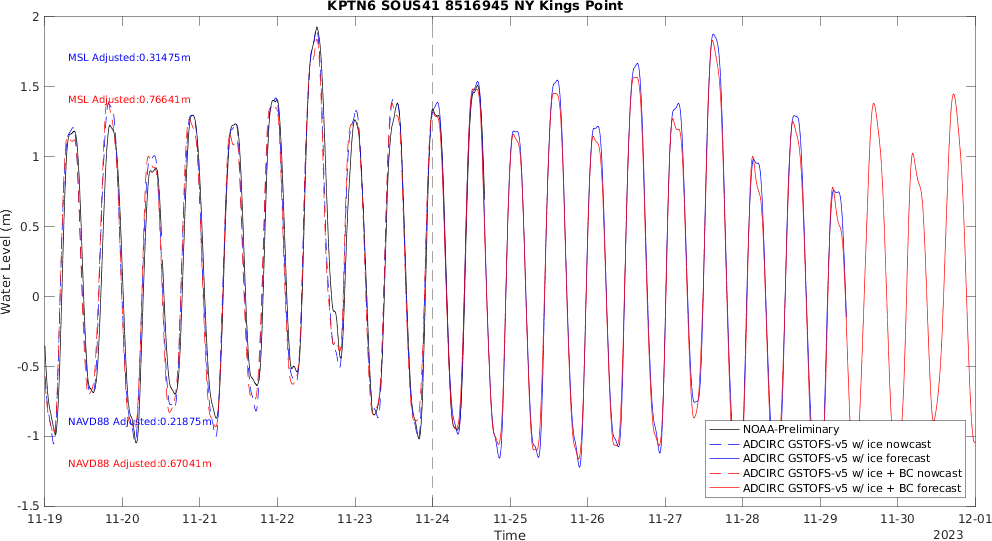 KPTN6 SOUS41 8516945 NY Kings Point
Water Level (m)
2
1.5
1
0.5
0
-0.5
-1
-1.5
MSL Adjusted:0.31475m
MSL Adjusted:0.76641m
NAVD88 Adjusted:0.21875m
NAVD88 Adjusted:0.67041m
NOAA-Preliminary
ADCIRC GSTOFS-v5 w/ ice nowcast
ADCIRC GSTOFS-v5 w/ ice forecast
ADCIRC GSTOFS-v5 w/ ice + BC nowcast
ADCIRC GSTOFS-v5 w/ ice + BC forecast
11-19 11-20 11-21 11-22 11-23 11-24 11-25 11-26 11-27 11-28 11-29 11-30 12-01
Time
2023